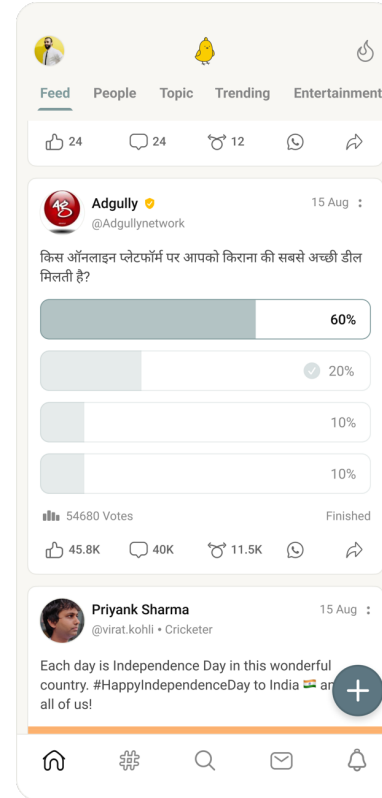 Feed People Topic Trending Entertainment
24 24 12
Adgully 15 Aug
@Adgullynetwork
किस ऑनलाइन प्लेटफॉर्म पर आपको किराना की सबसे अच्छी डील
मिलती है?
60%
20%
10%
10%
54680 Votes Finished
45.8K 40K 11.5K
Priyank Sharma 15 Aug
@virat.kohli • Cricketer
Each day is Independence Day in this wonderful
country. #HappyIndependenceDay to India 🇮🇳
all of us!